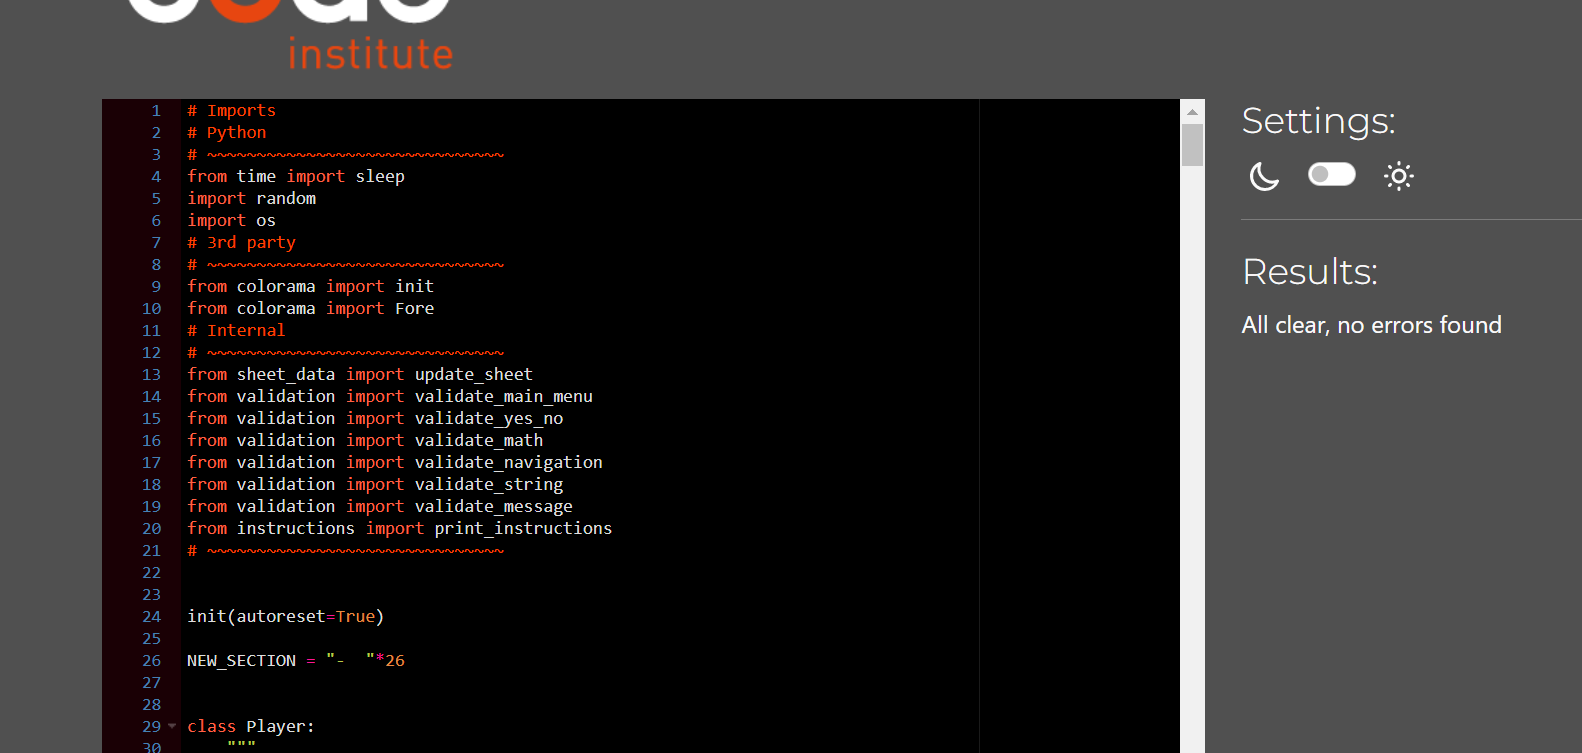 institute
1 # Imports
2 # Python
3 # ~~~~~~~~~~~~~~~~~~~~~~~~~~~~~~
4 from time import sleep
5 import random
6 import os
7 # 3rd party
8 # ~~~~~~~~~~~~~~~~~~~~~~~~~~~~~~
9 from colorama import init
10 from colorama import Fore
11 # Internal
12 # ~~~~~~~~~~~~~~~~~~~~~~~~~~~~~~
13 from sheet_data import update_sheet
14 from validation import validate_main_menu
15 from validation import validate_yes_no
16 from validation import validate_math
17 from validation import validate_navigation
18 from validation import validate_string
19 from validation import validate_message
20 from instructions import print_instructions
21 # ~~~~~~~~~~~~~~~~~~~~~~~~~~~~~~
22
23
24 init(autoreset=True)
25
26 NEW_SECTION = "-  "*26
27
28
29 class Player:
30     """
Settings:
Results:
All clear, no errors found